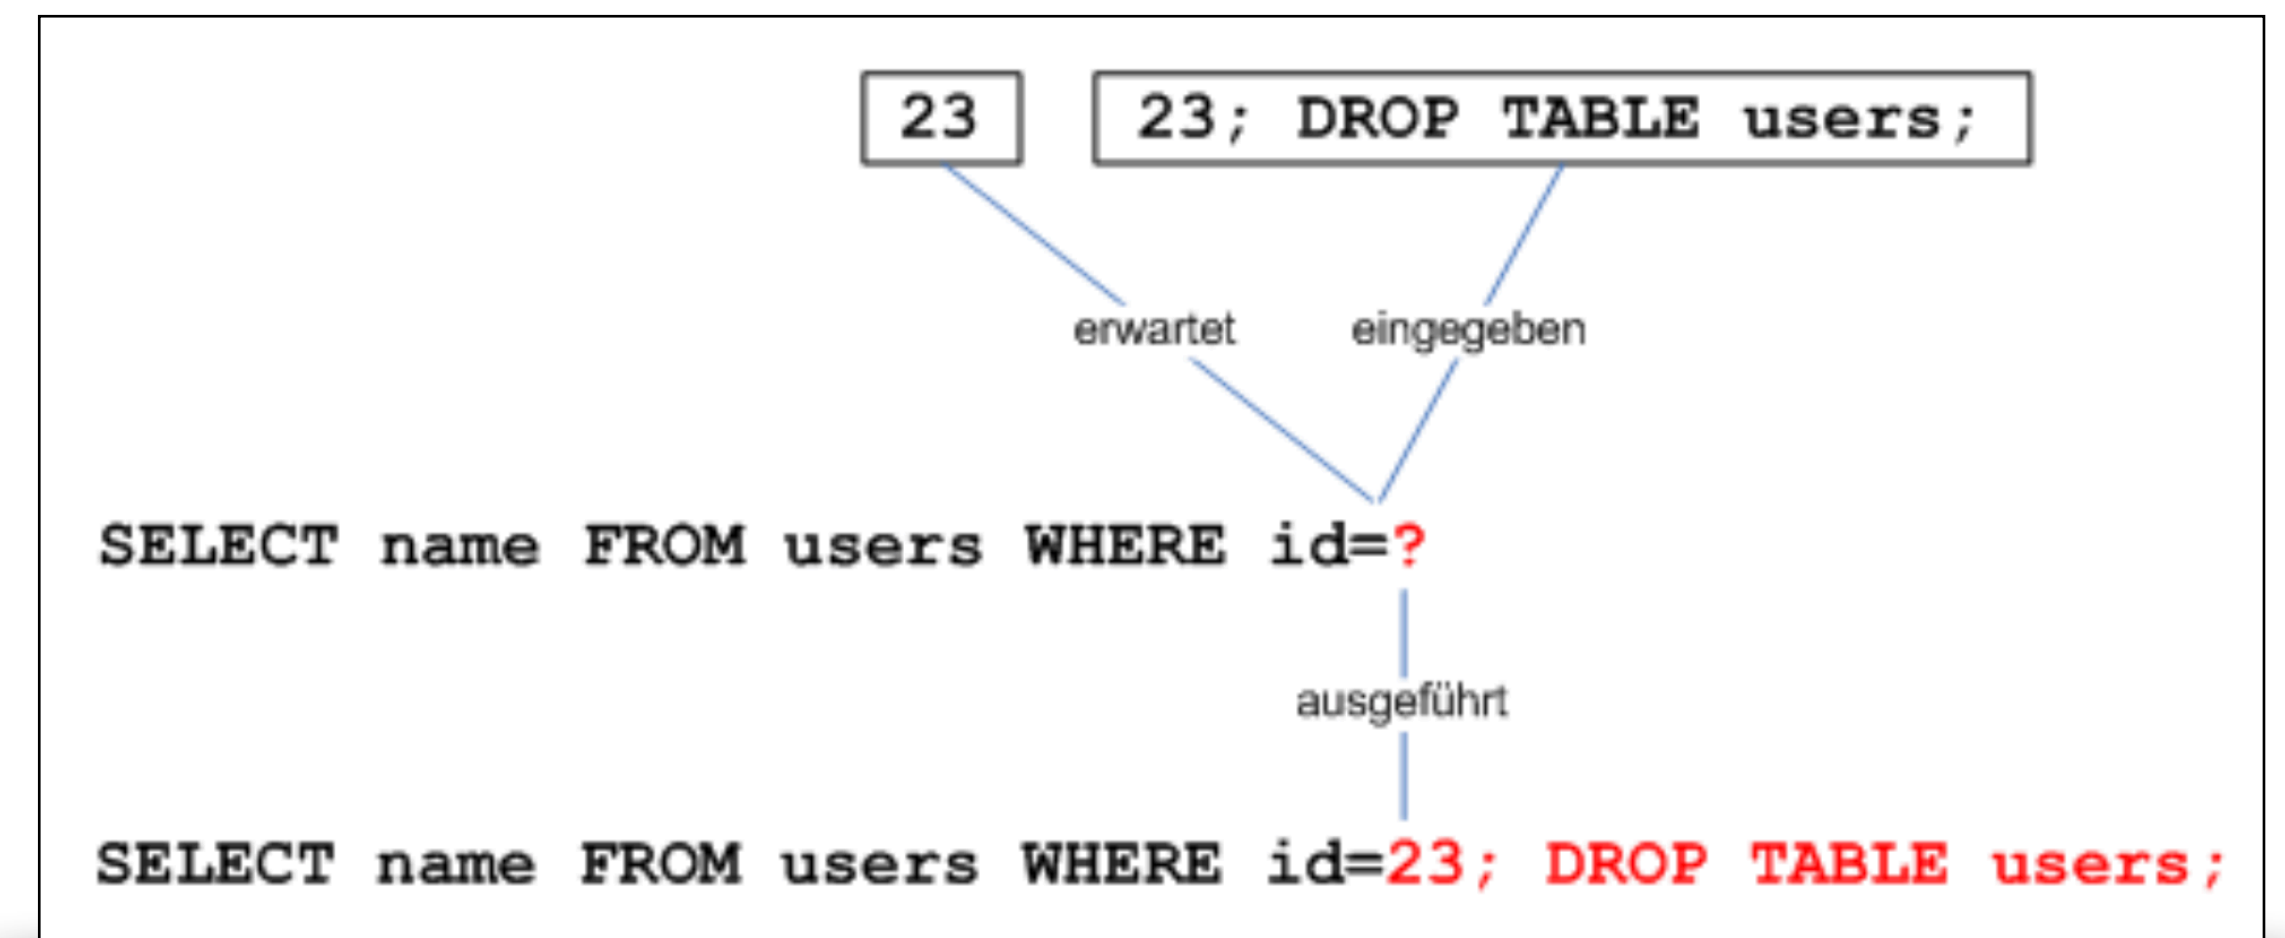 23
23; DROP TABLE users;
erwartet
eingegeben
SELECT name FROM users WHERE id=?
ausgeführt
SELECT name FROM users WHERE id=23; DROP TABLE users;